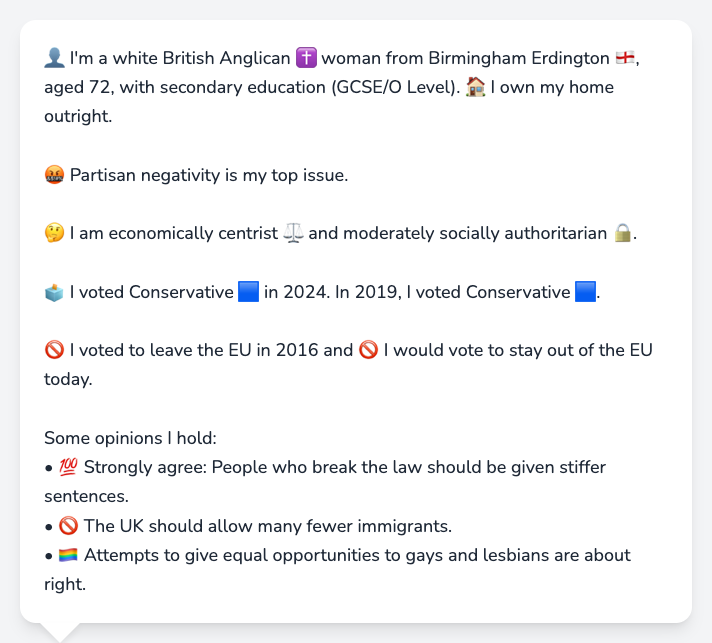 👤 I'm a white British Anglican ✝️ woman from Birmingham Erdington 🏴󠁧󠁢󠁥󠁮󠁧󠁿,
aged 72, with secondary education (GCSE/O Level). 🏠 I own my home
outright.
🤬 Partisan negativity is my top issue.
🤔 I am economically centrist ⚖️ and moderately socially authoritarian 🔒.
🗳️ I voted Conservative 🟦 in 2024. In 2019, I voted Conservative 🟦.
🚫 I voted to leave the EU in 2016 and 🚫 I would vote to stay out of the EU
today.
Some opinions I hold:
• 💯 Strongly agree: People who break the law should be given stiffer
sentences.
• 🚫 The UK should allow many fewer immigrants.
• 🏳️‍🌈 Attempts to give equal opportunities to gays and lesbians are about
right.